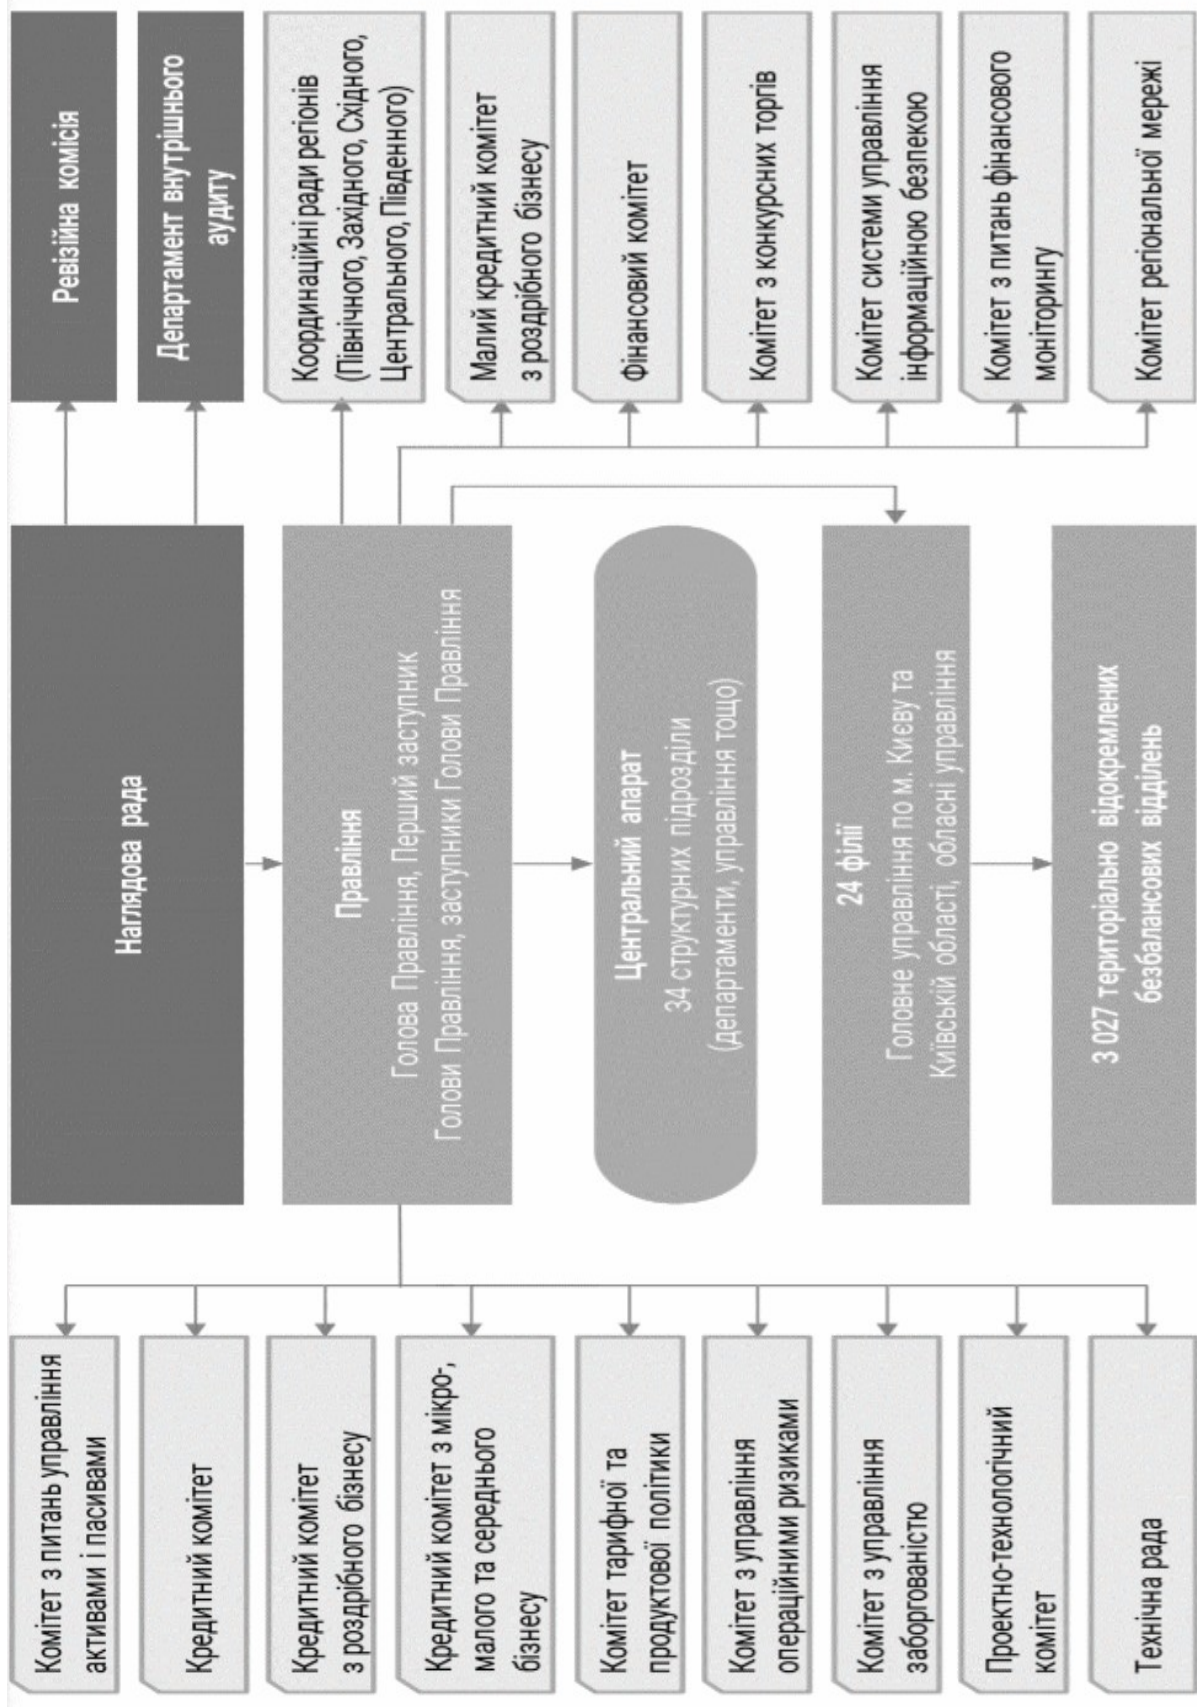 Наглядова рада
Ревізійна комісія
Департамент внутрішнього
аудиту
Правління
Голова Правління, Перший заступник
Голови Правління, заступники Голови Правління
Центральний апарат
34 структурних підрозділи
(департаменти, управління тощо)
24 філії
Головне управління по м. Києву та
Київській області, обласні управління
3 027 територіально відокремлених
безбалансових відділень
Комітет з питань управління
активами і пасивами
Кредитний комітет
Кредитний комітет
з роздрібного бізнесу
Кредитний комітет з мікро-,
малого та середнього
бізнесу
Комітет тарифної та
продуктової політики
Комітет з управління
операційними ризиками
Комітет з управління
заборгованістю
Проектно-технологічний
комітет
Технічна рада
Координаційні ради регіонів
(Північного, Західного, Східного,
Центрального, Південного)
Малий кредитний комітет
з роздрібного бізнесу
Фінансовий комітет
Комітет з конкурсних торгів
Комітет системи управління
інформаційною безпекою
Комітет з питань фінансового
моніторингу
Комітет регіональної мережі